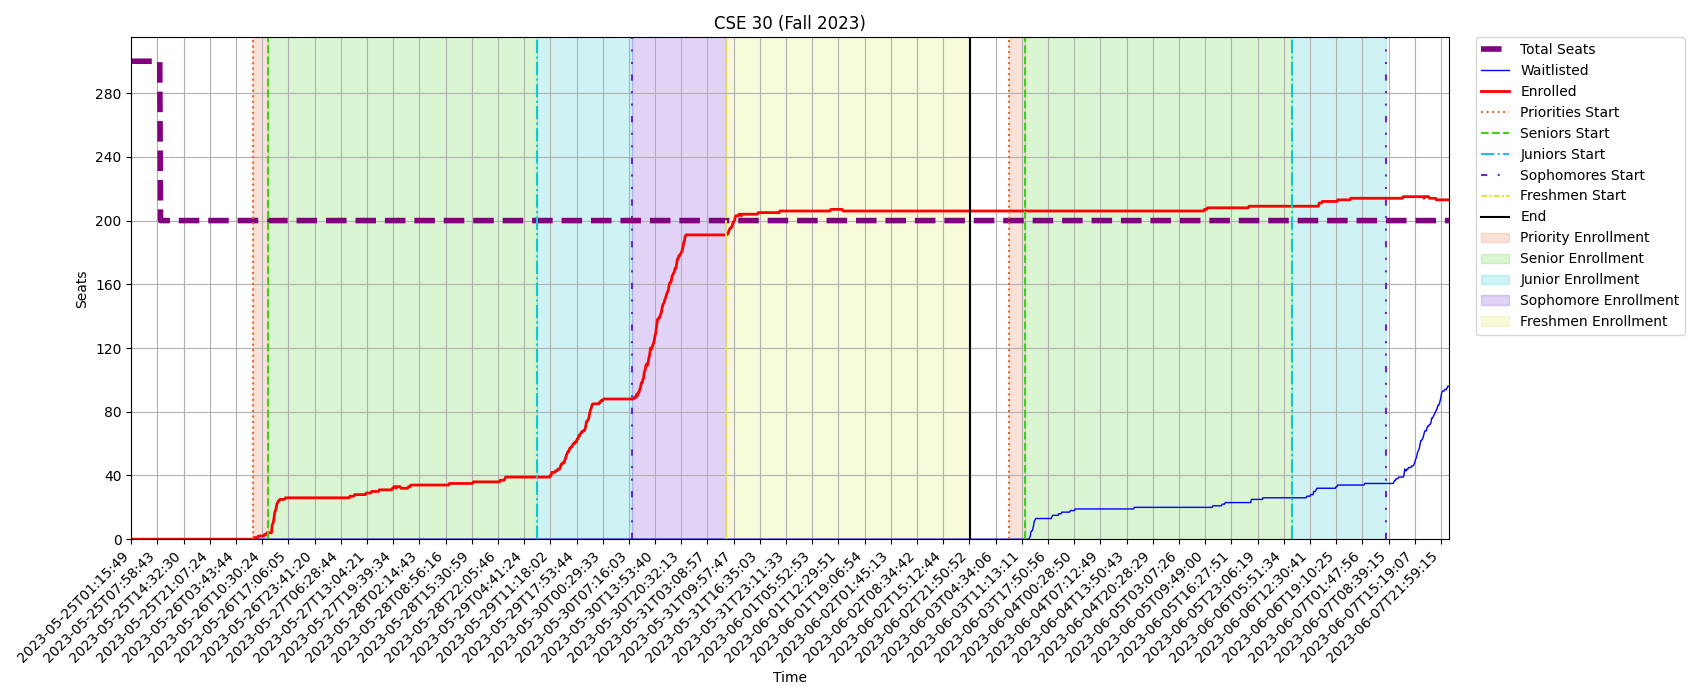 CSE 30 (Fall 2023)
Seats
280
240
200
160
120
80
40
0
2023-05-25T01:15:49
2023-05-25T07:58:43
2023-05-25T14:32:30
2023-05-25T21:07:24
2023-05-26T03:43:44
2023-05-26T10:30:24
2023-05-26T17:06:05
2023-05-26T23:41:20
2023-05-27T06:28:44
2023-05-27T13:04:21
2023-05-27T19:39:34
2023-05-28T02:14:43
2023-05-28T08:56:16
2023-05-28T15:30:59
2023-05-28T22:05:46
2023-05-29T04:41:24
2023-05-29T11:18:02
2023-05-29T17:53:44
2023-05-30T00:29:33
2023-05-30T07:16:03
2023-05-30T13:53:40
2023-05-30T20:32:13
2023-05-31T03:08:57
2023-05-31T09:57:47
2023-05-31T16:35:03
2023-05-31T23:11:33
2023-06-01T05:52:53
2023-06-01T12:29:51
2023-06-01T19:06:54
2023-06-02T01:45:13
2023-06-02T08:34:42
2023-06-02T15:12:44
2023-06-02T21:50:52
2023-06-03T04:34:06
2023-06-03T11:13:11
2023-06-03T17:50:56
2023-06-04T00:28:50
2023-06-04T07:12:49
2023-06-04T13:50:43
2023-06-04T20:28:29
2023-06-05T03:07:26
2023-06-05T09:49:00
2023-06-05T16:27:51
2023-06-05T23:06:19
2023-06-06T05:51:34
2023-06-06T12:30:41
2023-06-06T19:10:25
2023-06-07T01:47:56
2023-06-07T08:39:15
2023-06-07T15:19:07
2023-06-07T21:59:15
Time
Total Seats
Waitlisted
Enrolled
Priorities Start
Seniors Start
Juniors Start
Sophomores Start
Freshmen Start
End
Priority Enrollment
Senior Enrollment
Junior Enrollment
Sophomore Enrollment
Freshmen Enrollment